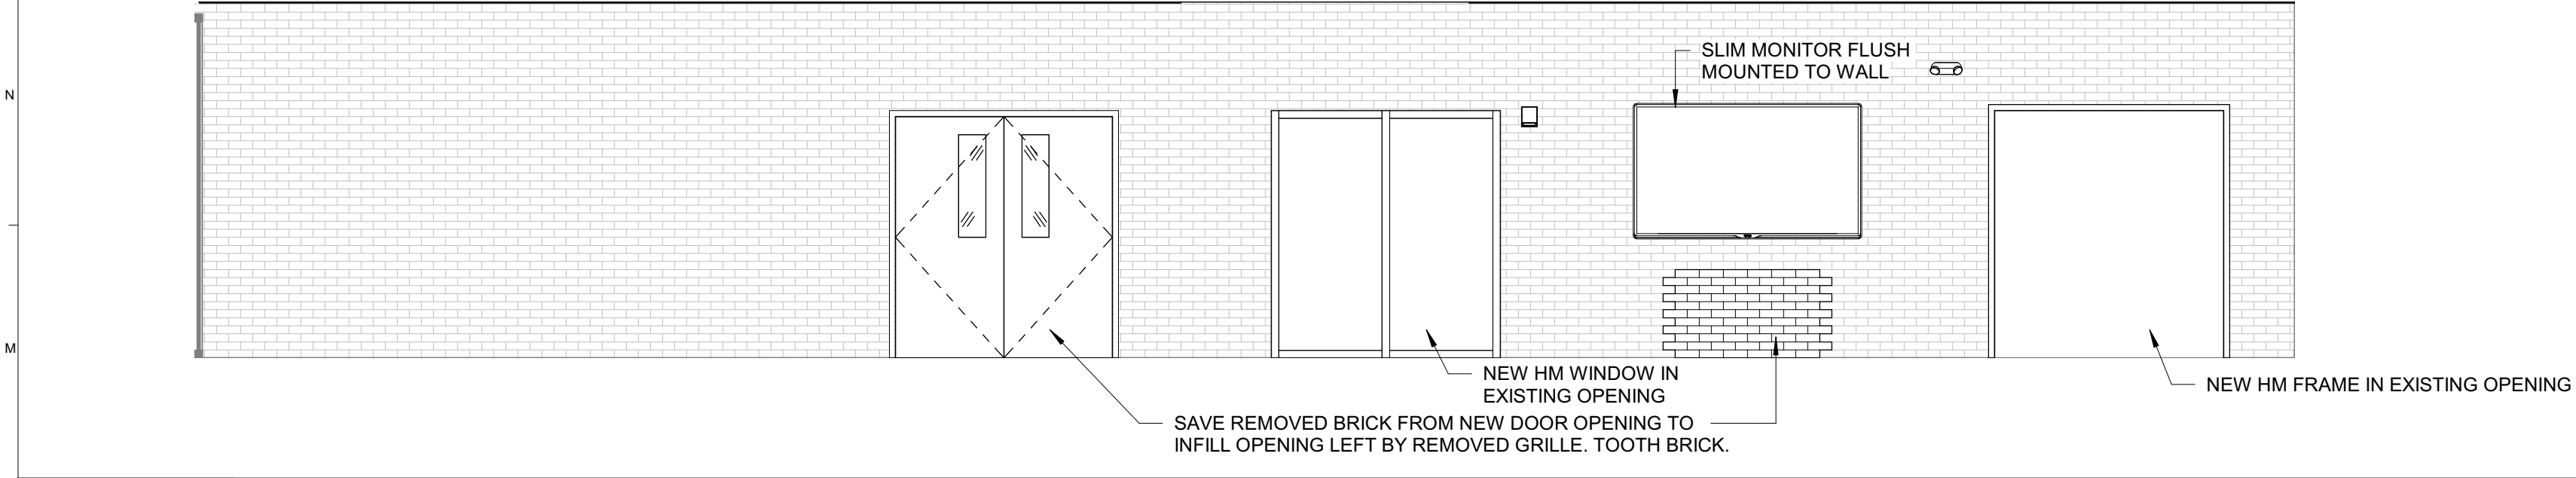 SLIM MONITOR FLUSH
MOUNTED TO WALL
N
M
NEW HM WINDOW IN
EXISTING OPENING
NEW HM FRAME IN EXISTING OPENING
SAVE REMOVED BRICK FROM NEW DOOR OPENING TO
INFILL OPENING LEFT BY REMOVED GRILLE. TOOTH BRICK.